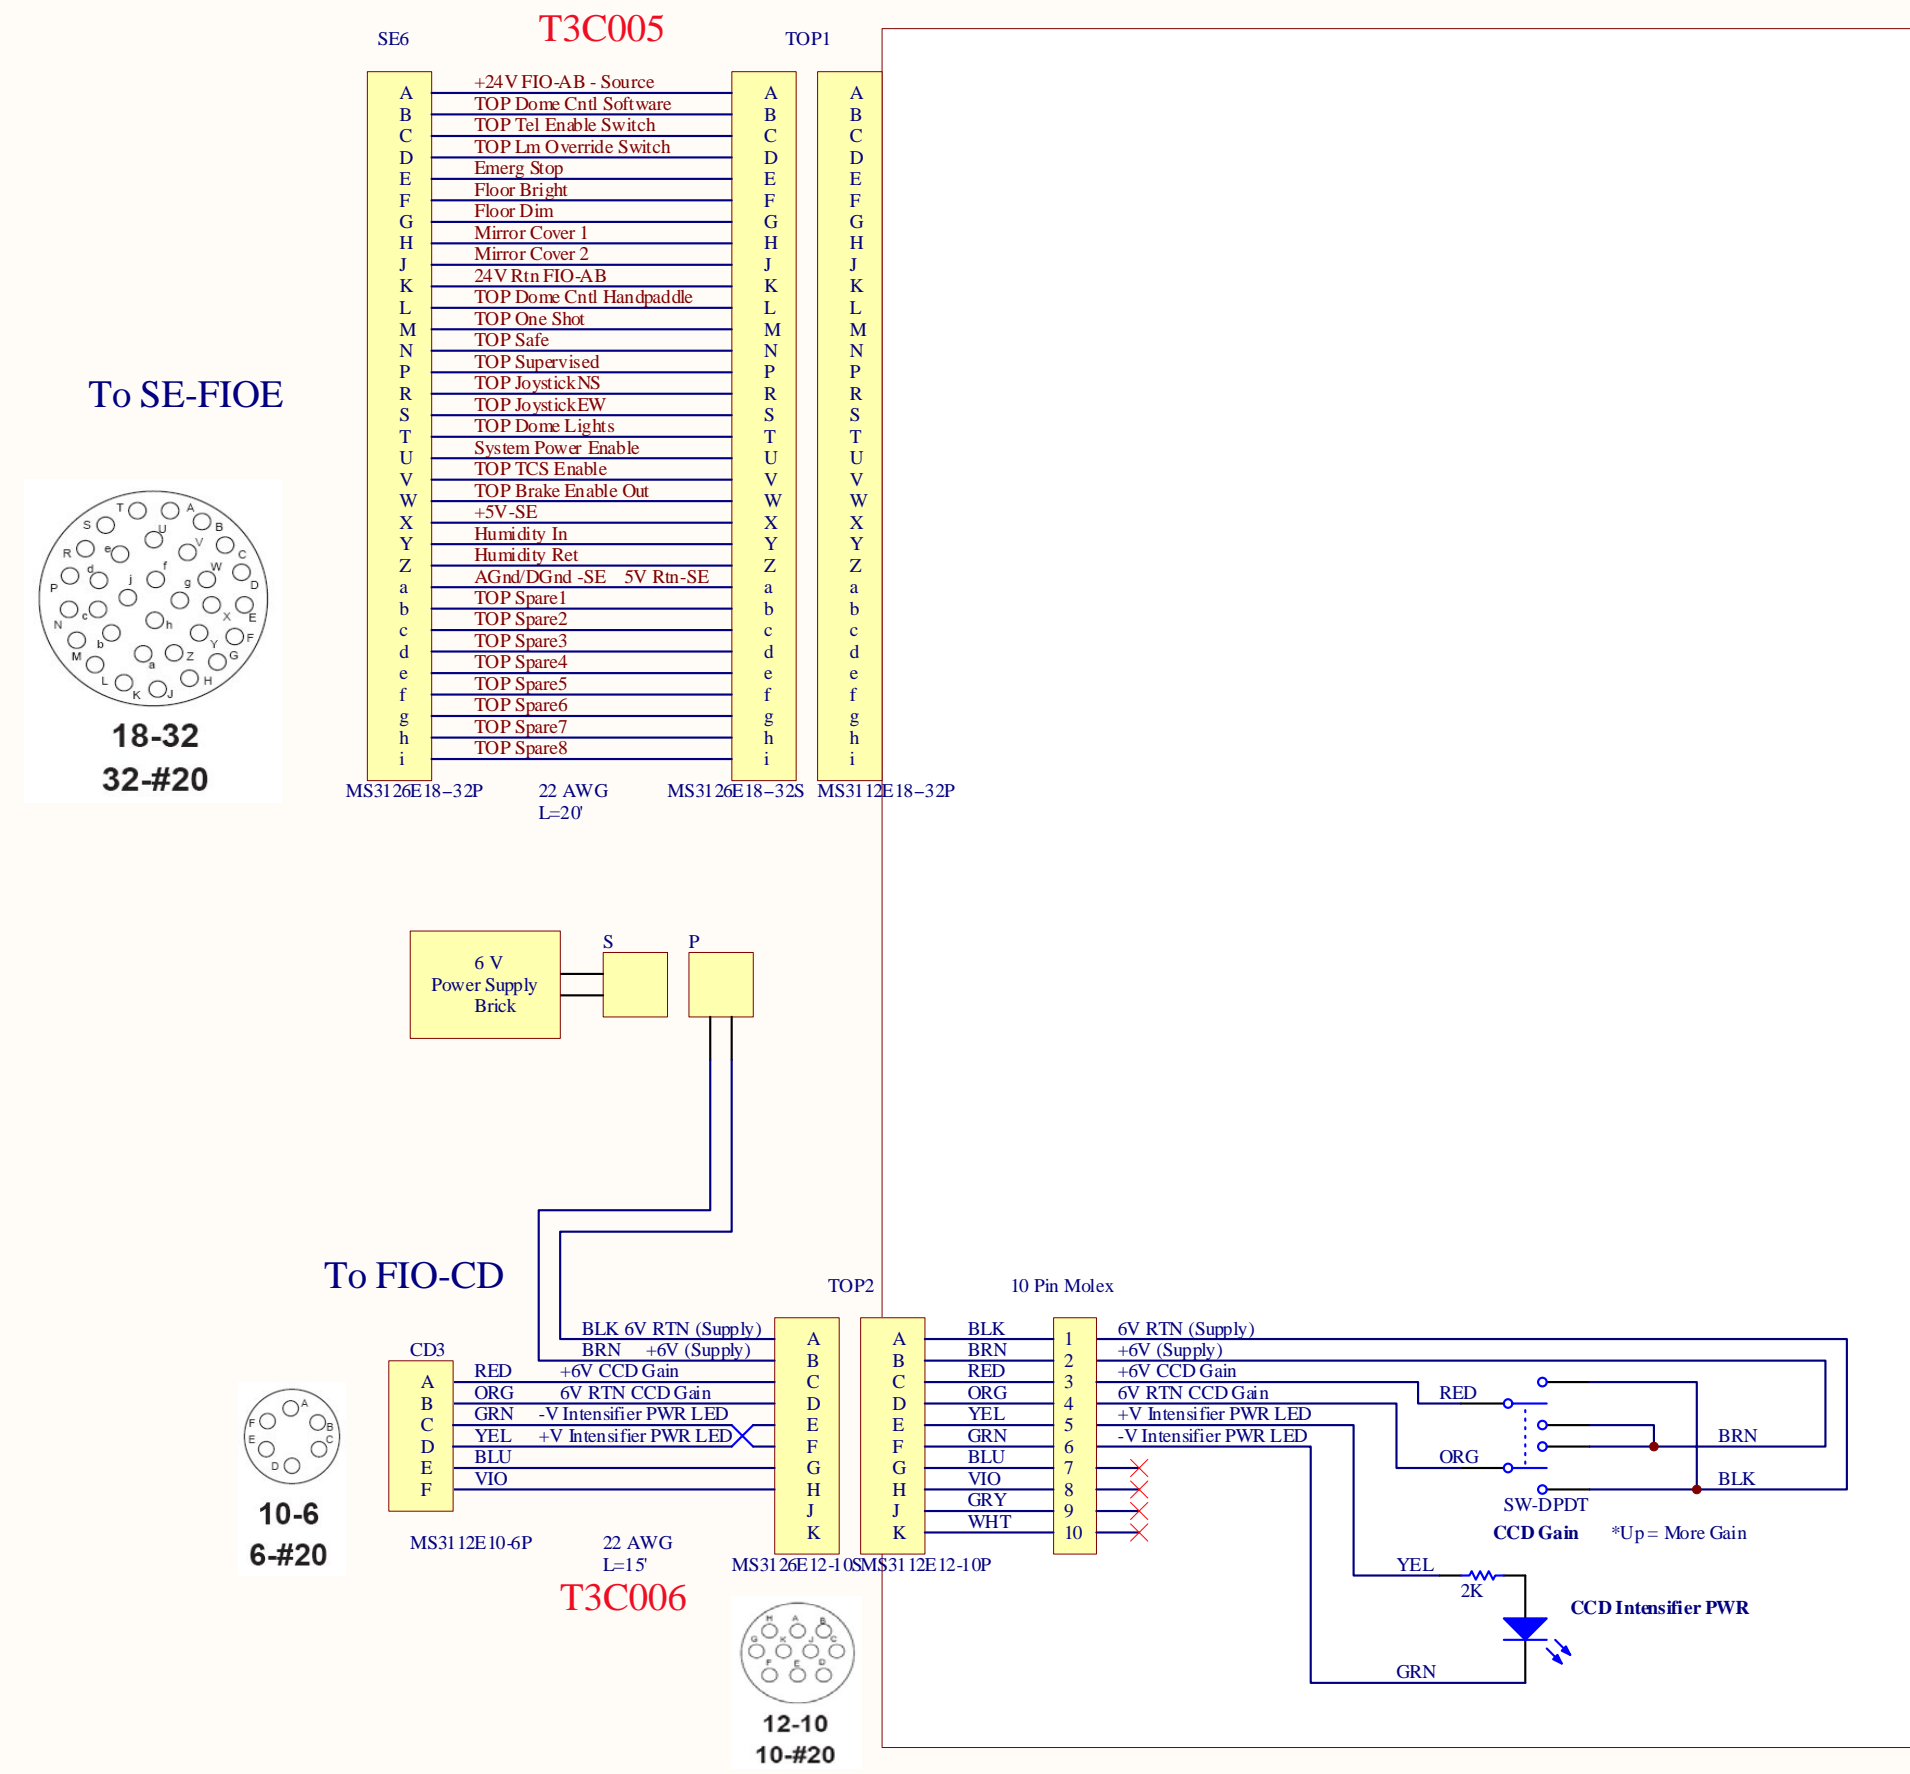 T3C005
SE6
TOP1
A +24V FIO-AB - Source A A
B TOP Dome Cntl Software B B
C TOP Tel Enable Switch C C
D TOP Lm Override Switch D D
E Emerg Stop E E
F Floor Bright F F
G Floor Dim G G
H Mirror Cover 1 H H
J Mirror Cover 2 J J
K 24V Rtn FIO-AB K K
L TOP Dome Cntl Handpaddle L L
M TOP One Shot M M
N TOP Safe N N
P TOP Supervised P P
R TOP JoystickNS R R
S TOP JoystickEW S S
T TOP Dome Lights T T
U System Power Enable U U
V TOP TCS Enable V V
W TOP Brake Enable Out W W
X +5V-SE X X
Y Humidity In Y Y
Z Humidity Ret Z Z
a AGnd/DGnd -SE 5V Rtn-SE a a
b TOP Spare1 b b
c TOP Spare2 c c
d TOP Spare3 d d
e TOP Spare4 e e
f TOP Spare5 f f
g TOP Spare6 g g
h TOP Spare7 h h
i TOP Spare8 i i
MS3126E18-32P
22 AWG
L=20'
MS3126E18-32S
MS3112E18-32P
To SE-FIOE
T A
S U B
R e V C
d j f g W D
P
c h X E
N b Y F
M a Z G
L K J H
18-32
32-#20
6 V
Power Supply
Brick
S
P
To FIO-CD
TOP2
10 Pin Molex
CD3
BLK 6V RTN (Supply) A A BLK 1 6V RTN (Supply)
BRN +6V (Supply) B B BRN 2 +6V (Supply)
A RED +6V CCD Gain C C RED 3 +6V CCD Gain
B ORG 6V RTN CCD Gain D D ORG 4 6V RTN CCD Gain
C GRN -V Intensifier PWR LED E E YEL 5 +V Intensifier PWR LED
D YEL +V Intensifier PWR LED F F GRN 6 -V Intensifier PWR LED
E BLU G G BLU 7
F VIO H H VIO 8
J J GRY 9
K K WHT 10
MS3112E10-6P
22 AWG
L=15'
MS3126E12-10S
MS3112E12-10P
T3C006
A
F B
E C
D
10-6
6-#20
H A B
G K J C
F E D
12-10
10-#20
RED
ORG
BRN
BLK
SW-DPDT
CCD Gain *Up = More Gain
YEL
2K
CCD Intensifier PWR
GRN